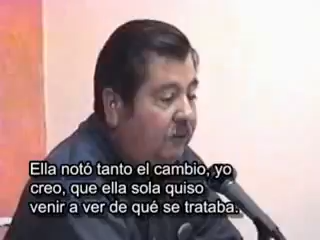 Ella notó tanto el cambio, yo
creo, que ella sola quiso
venir a ver de qué se trataba.